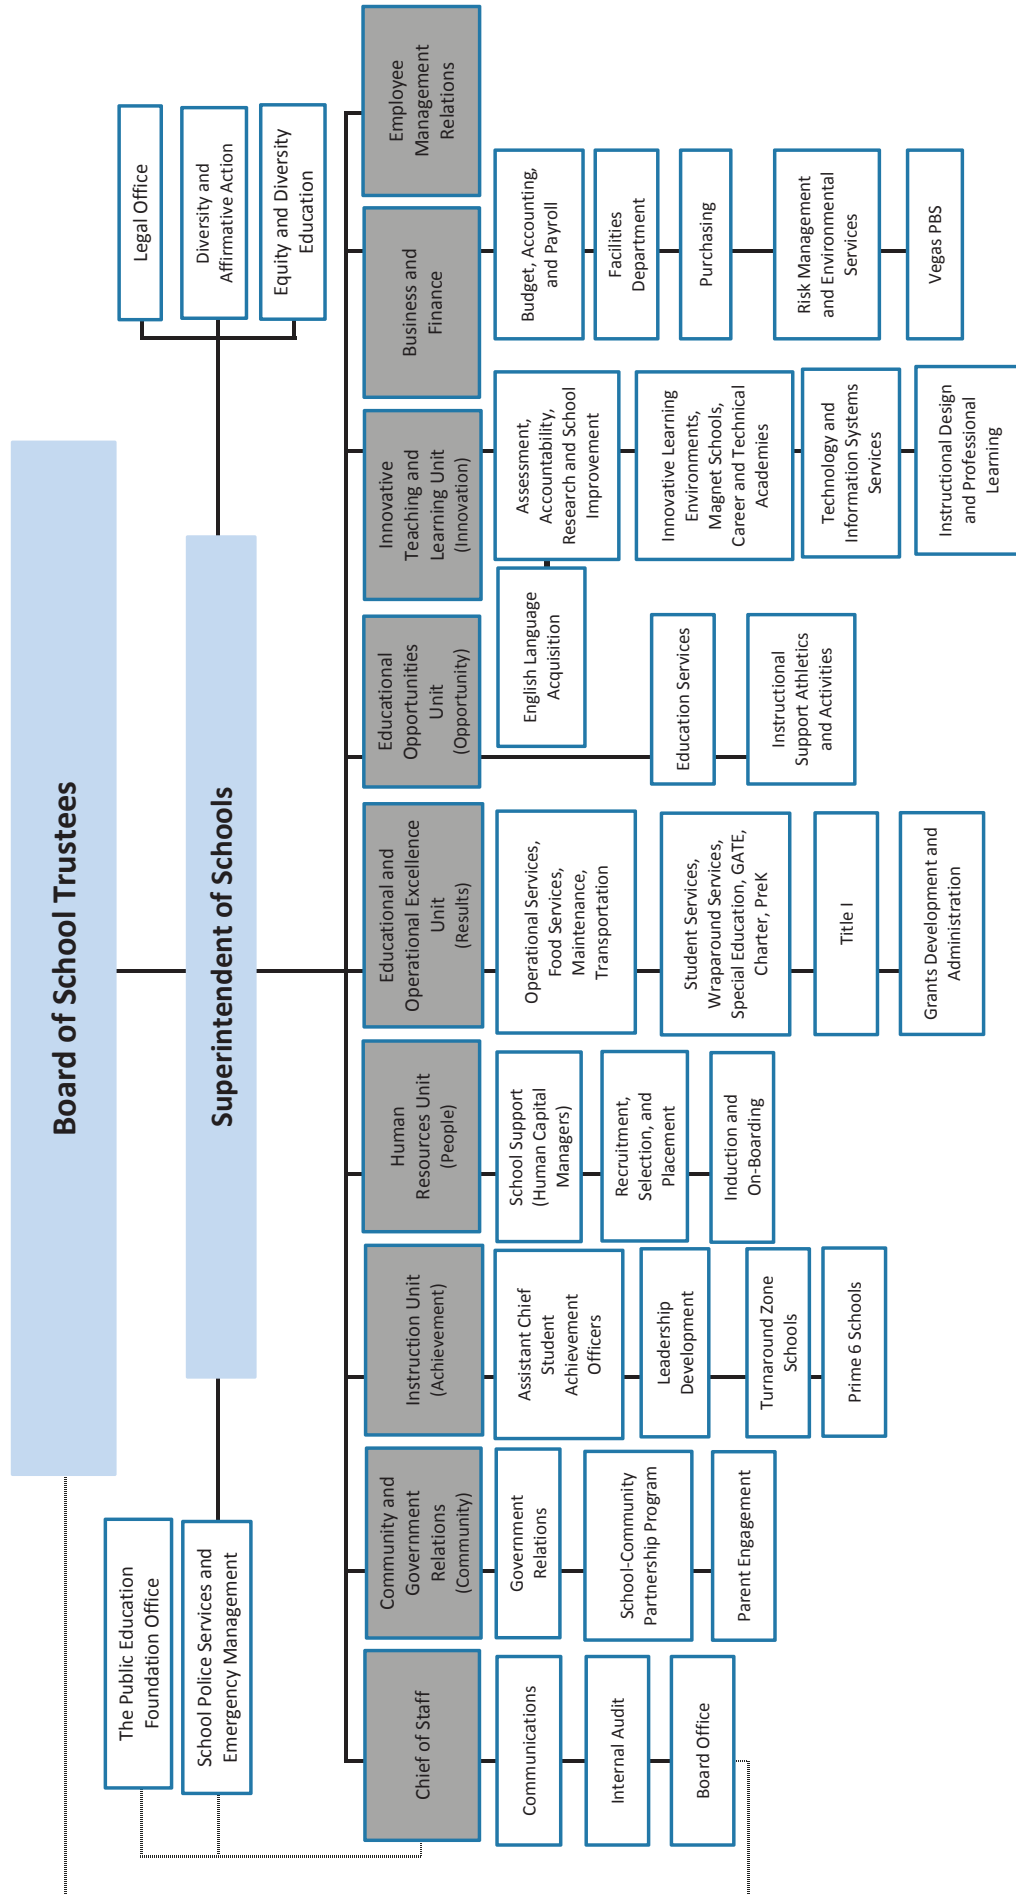 Board of School Trustees
Superintendent of Schools
The Public Education
Foundation Office
School Police Services and
Emergency Management
Legal Office
Diversity and
Affirmative Action
Equity and Diversity
Education
Chief of Staff
Communications
Internal Audit
Board Office
Community and
Government
Relations
(Community)
Government
Relations
School-Community
Partnership Program
Parent Engagement
Instruction Unit
(Achievement)
Assistant Chief
Student
Achievement
Officers
Leadership
Development
Turnaround Zone
Schools
Prime 6 Schools
Human
Resources Unit
(People)
School Support
(Human Capital
Managers)
Recruitment,
Selection, and
Placement
Induction and
On-Boarding
Educational and
Operational Excellence
Unit
(Results)
Operational Services,
Food Services,
Maintenance,
Transportation
Student Services,
Wraparound Services,
Special Education, GATE,
Charter, PreK
Title I
Grants Development and
Administration
Educational
Opportunities
Unit
(Opportunity)
English Language
Acquisition
Education Services
Instructional
Support Athletics
and Activities
Innovative
Teaching and
Learning Unit
(Innovation)
Assessment,
Accountability,
Research and School
Improvement
Innovative Learning
Environments,
Magnet Schools,
Career and Technical
Academies
Technology and
Information Systems
Services
Instructional Design
and Professional
Learning
Business and
Finance
Budget, Accounting,
and Payroll
Facilities
Department
Purchasing
Risk Management
and Environmental
Services
Vegas PBS
Employee
Management
Relations